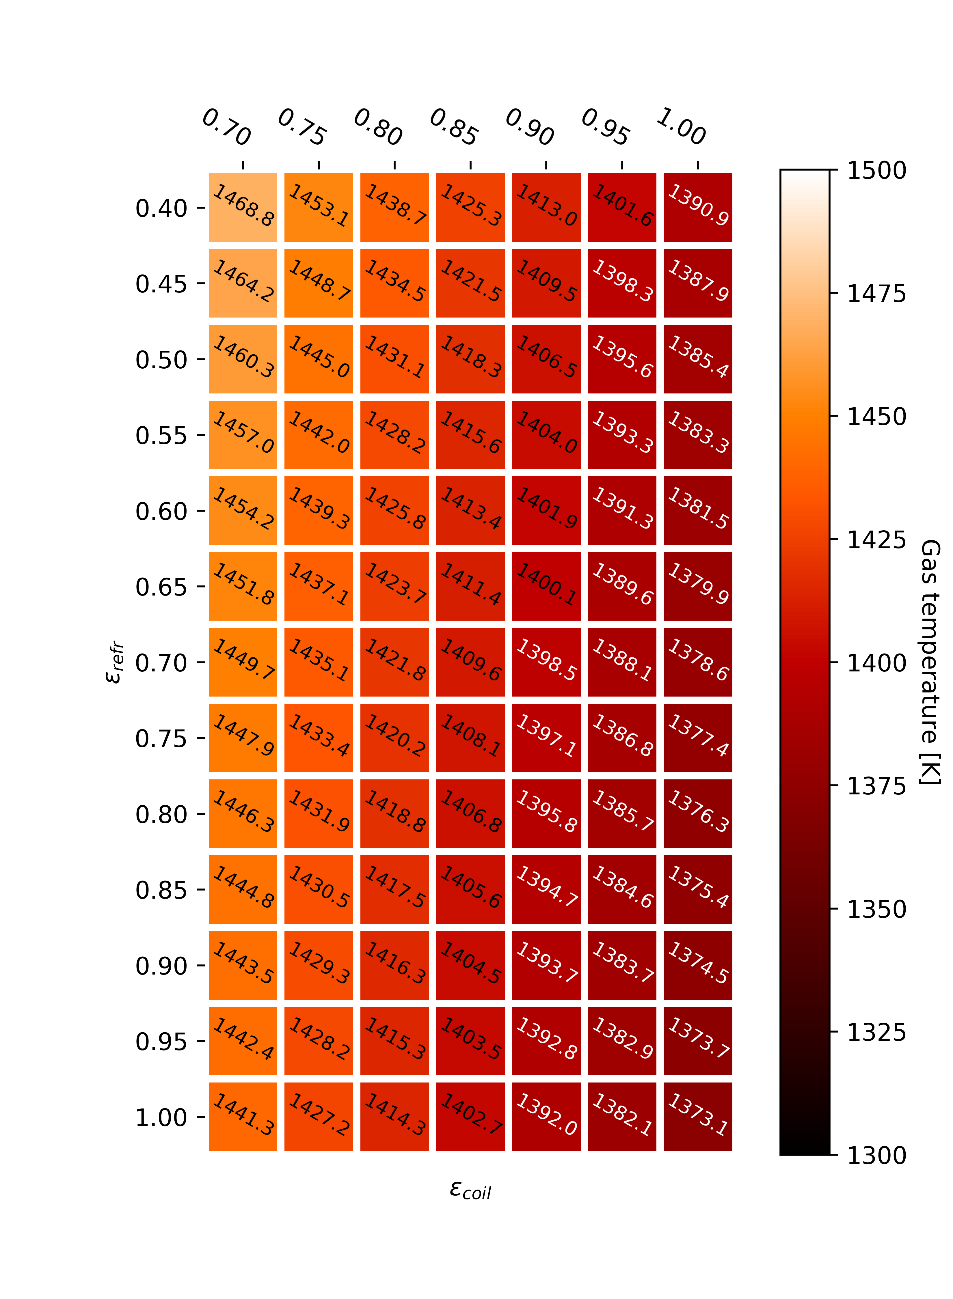 0.70 0.75 0.80 0.85 0.90 0.95 1.00
0.40 1468.8 1453.1 1438.7 1425.3 1413.0 1401.6 1390.9
0.45 1464.2 1448.7 1434.5 1421.5 1409.5 1398.3 1387.9
0.50 1460.3 1445.0 1431.1 1418.3 1406.5 1395.6 1385.4
0.55 1457.0 1442.0 1428.2 1415.6 1404.0 1393.3 1383.3
0.60 1454.2 1439.3 1425.8 1413.4 1401.9 1391.3 1381.5
0.65 1451.8 1437.1 1423.7 1411.4 1400.1 1389.6 1379.9
0.70 1449.7 1435.1 1421.8 1409.6 1398.5 1388.1 1378.6
0.75 1447.9 1433.4 1420.2 1408.1 1397.1 1386.8 1377.4
0.80 1446.3 1431.9 1418.8 1406.8 1395.8 1385.7 1376.3
0.85 1444.8 1430.5 1417.5 1405.6 1394.7 1384.6 1375.4
0.90 1443.5 1429.3 1416.3 1404.5 1393.7 1383.7 1374.5
0.95 1442.4 1428.2 1415.3 1403.5 1392.8 1382.9 1373.7
1.00 1441.3 1427.2 1414.3 1402.7 1392.0 1382.1 1373.1
ε_refr
ε_coil
1500
1475
1450
1425
1400
1375
1350
1325
1300
Gas temperature [K]